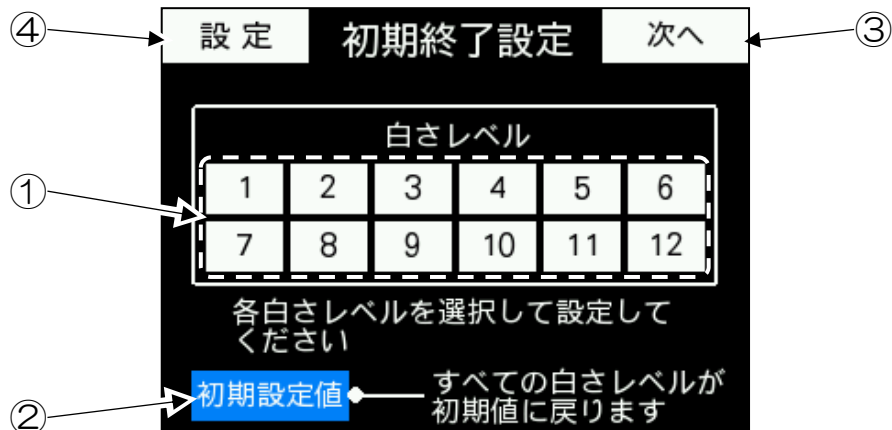 ④ 設定 初期終了設定 次へ ③
白さレベル
① 1 2 3 4 5 6
7 8 9 10 11 12
各白さレベルを選択して設定して
ください
② 初期設定値 すべての白さレベルが
初期値に戻ります